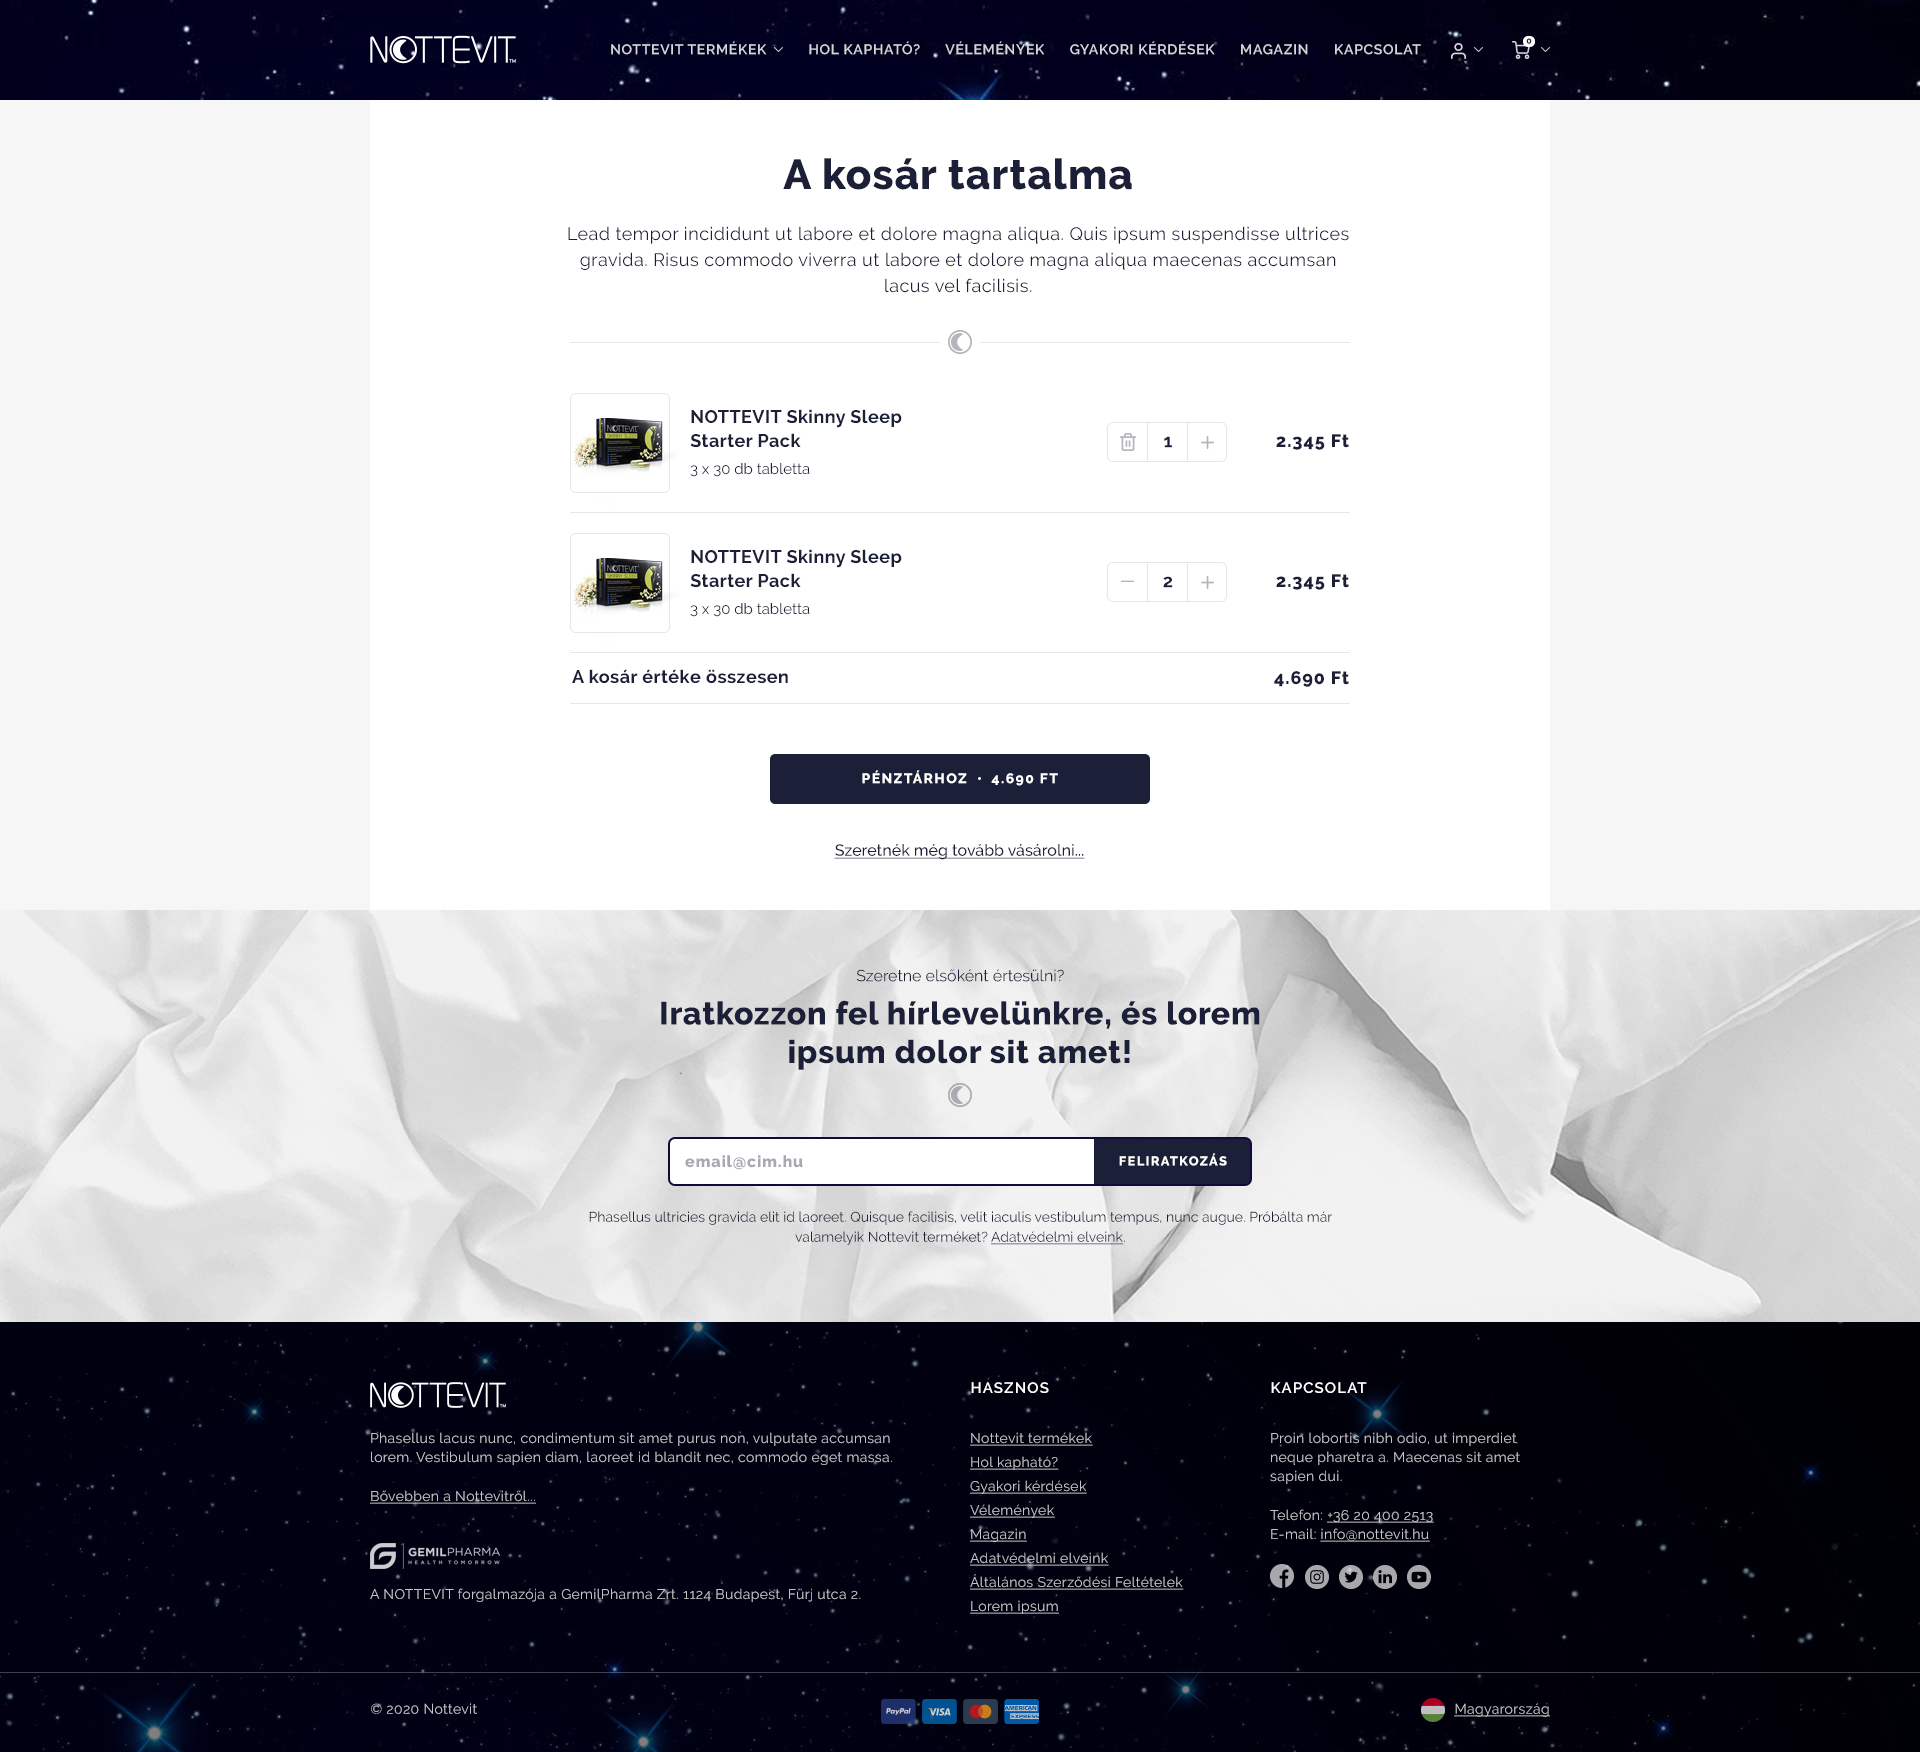 NOTTEVIT™
NOTTEVIT TERMÉKEK
HOL KAPHATÓ?
VÉLEMÉNYEK
GYAKORI KÉRDÉSEK
MAGAZIN
KAPCSOLAT
0
A kosár tartalma
Lead tempor incididunt ut labore et dolore magna aliqua. Quis ipsum suspendisse ultrices
gravida. Risus commodo viverra ut labore et dolore magna aliqua maecenas accumsan
lacus vel facilisis.
NOTTEVIT
NOTTEVIT Skinny Sleep
Starter Pack
3 x 30 db tabletta
1
2.345 Ft
NOTTEVIT
NOTTEVIT Skinny Sleep
Starter Pack
3 x 30 db tabletta
2
2.345 Ft
A kosár értéke összesen
4.690 Ft
PÉNZTÁRHOZ • 4.690 FT
Szeretnék még tovább vásárolni...
Szeretne elsőként értesülni?
Iratkozzon fel hírlevelünkre, és lorem
ipsum dolor sit amet!
email@cim.hu
FELIRATKOZÁS
Phasellus ultricies gravida elit id laoreet. Quisque facilisis, velit iaculis vestibulum tempus, nunc augue. Próbálta már
valamelyik Nottevit terméket? Adatvédelmi elveink.
NOTTEVIT™
Phasellus lacus nunc, condimentum sit amet purus non, vulputate accumsan
lorem. Vestibulum sapien diam, laoreet id blandit nec, commodo eget massa.
Bővebben a Nottevitről...
GEMILPHARMA
HEALTH TOMORROW
A NOTTEVIT forgalmazója a GemilPharma Zrt. 1124 Budapest, Fürj utca 2.
HASZNOS
Nottevit termékek
Hol kapható?
Gyakori kérdések
Vélemények
Magazin
Adatvédelmi elveink
Általános Szerződési Feltételek
Lorem ipsum
KAPCSOLAT
Proin lobortis nibh odio, ut imperdiet
neque pharetra a. Maecenas sit amet
sapien dui.
Telefon: +36 20 400 2513
E-mail: info@nottevit.hu
© 2020 Nottevit
PayPal
VISA
AMERICAN
EXPRESS
Magyarország